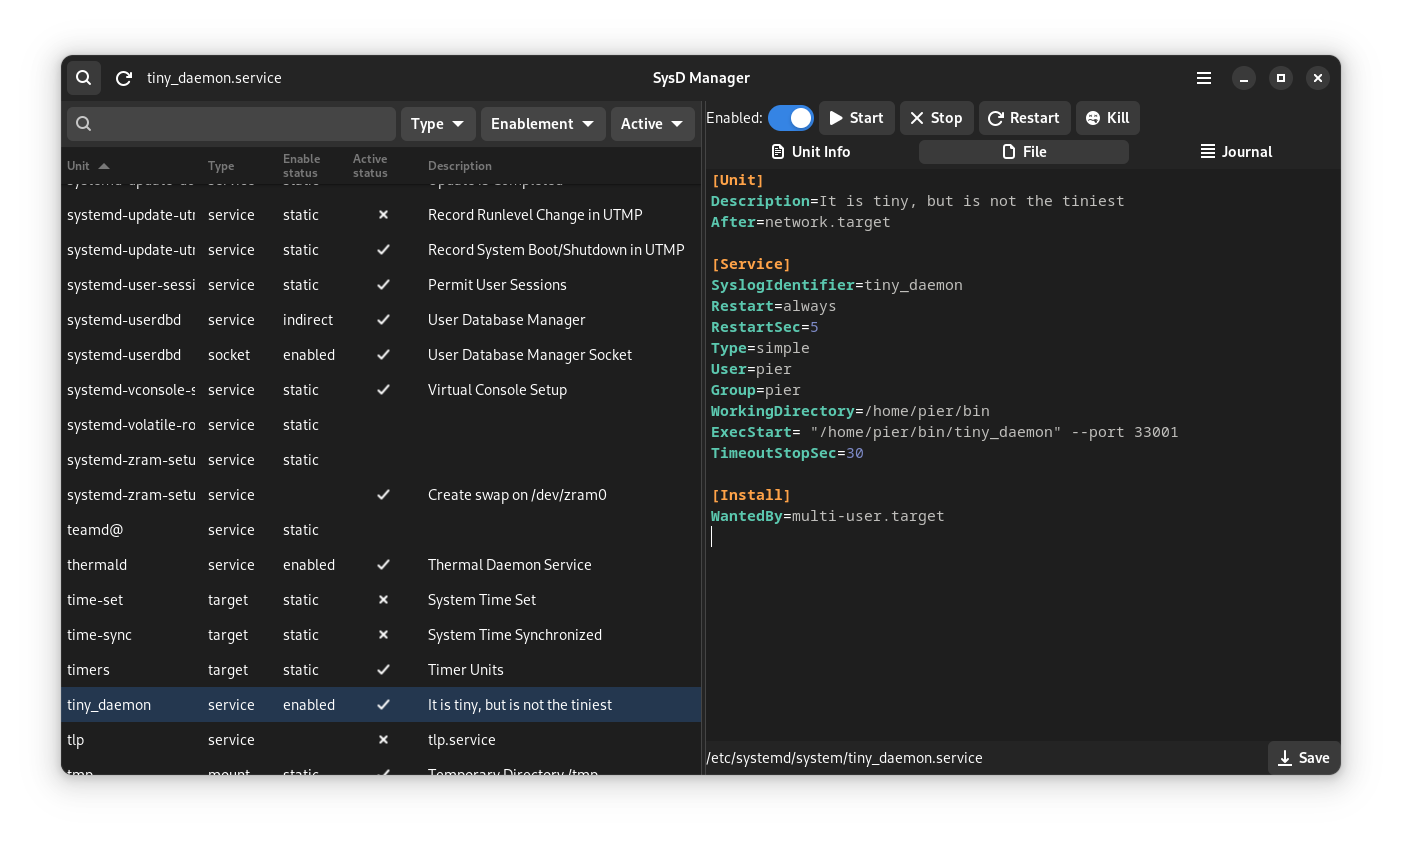 tiny_daemon.service SysD Manager
Type Enablement Active
Enabled: Start Stop Restart Kill
Unit Type Enable status Active status Description
systemd-update-utı service static Record Runlevel Change in UTMP
systemd-update-utı service static Record System Boot/Shutdown in UTMP
systemd-user-sessi service static Permit User Sessions
systemd-userdbd service indirect User Database Manager
systemd-userdbd socket enabled User Database Manager Socket
systemd-vconsole-s service static Virtual Console Setup
systemd-volatile-ro service static
systemd-zram-setu service static
systemd-zram-setu service Create swap on /dev/zram0
teamd@ service static
thermald service enabled Thermal Daemon Service
time-set target static System Time Set
time-sync target static System Time Synchronized
timers target static Timer Units
tiny_daemon service enabled It is tiny, but is not the tiniest
tlp service tlp.service
tmp mount static Temporary Directory /tmp
Unit Info File Journal
[Unit]
Description=It is tiny, but is not the tiniest
After=network.target
[Service]
SyslogIdentifier=tiny_daemon
Restart=always
RestartSec=5
Type=simple
User=pier
Group=pier
WorkingDirectory=/home/pier/bin
ExecStart= "/home/pier/bin/tiny_daemon" --port 33001
TimeoutStopSec=30
[Install]
WantedBy=multi-user.target
/etc/systemd/system/tiny_daemon.service Save